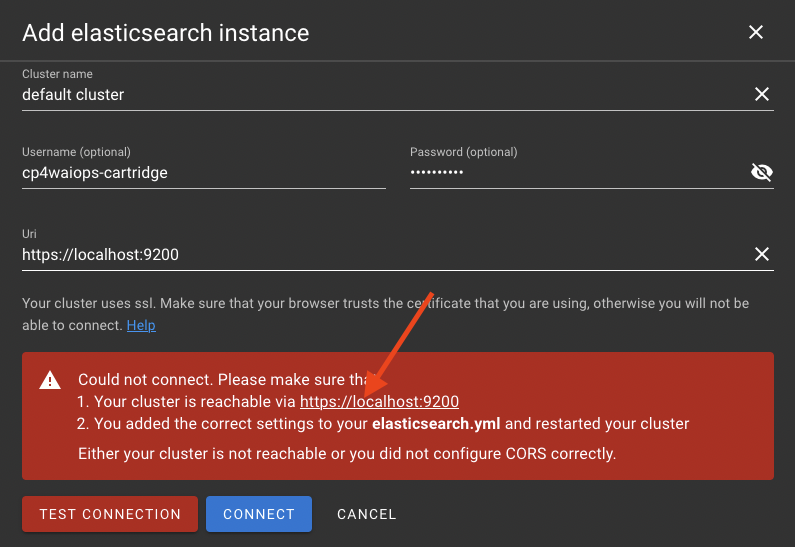 Add elasticsearch instance
Cluster name
default cluster
Username (optional)
Password (optional)
cp4waiops-cartridge
••••••••••
Uri
https://localhost:9200
Your cluster uses ssl. Make sure that your browser trusts the certificate that you are using, otherwise you will not be
able to connect. Help
Could not connect. Please make sure
1. Your cluster is reachable via https://localhost:9200
2. You added the correct settings to your elasticsearch.yml and restarted your cluster
Either your cluster is not reachable or you did not configure CORS correctly.
TEST CONNECTION
CONNECT
CANCEL